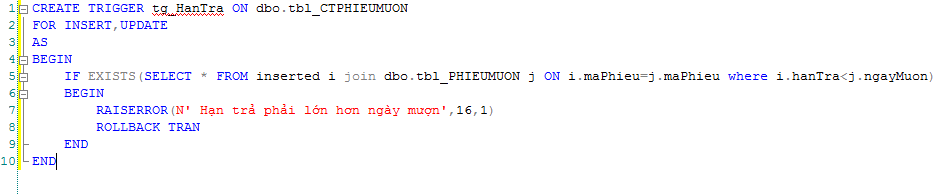 1 CREATE TRIGGER tg_HanTra ON dbo.tbl_CTPHIEUMUON
2 FOR INSERT,UPDATE
3 AS
4 BEGIN
5 IF EXISTS(SELECT * FROM inserted i join dbo.tbl_PHIEUMUON j ON i.maPhieu=j.maPhieu where i.hanTra<j.ngayMuon)
6 BEGIN
7 RAISERROR(N' Hạn trả phải lớn hơn ngày mượn',16,1)
8 ROLLBACK TRAN
9 END
10 END